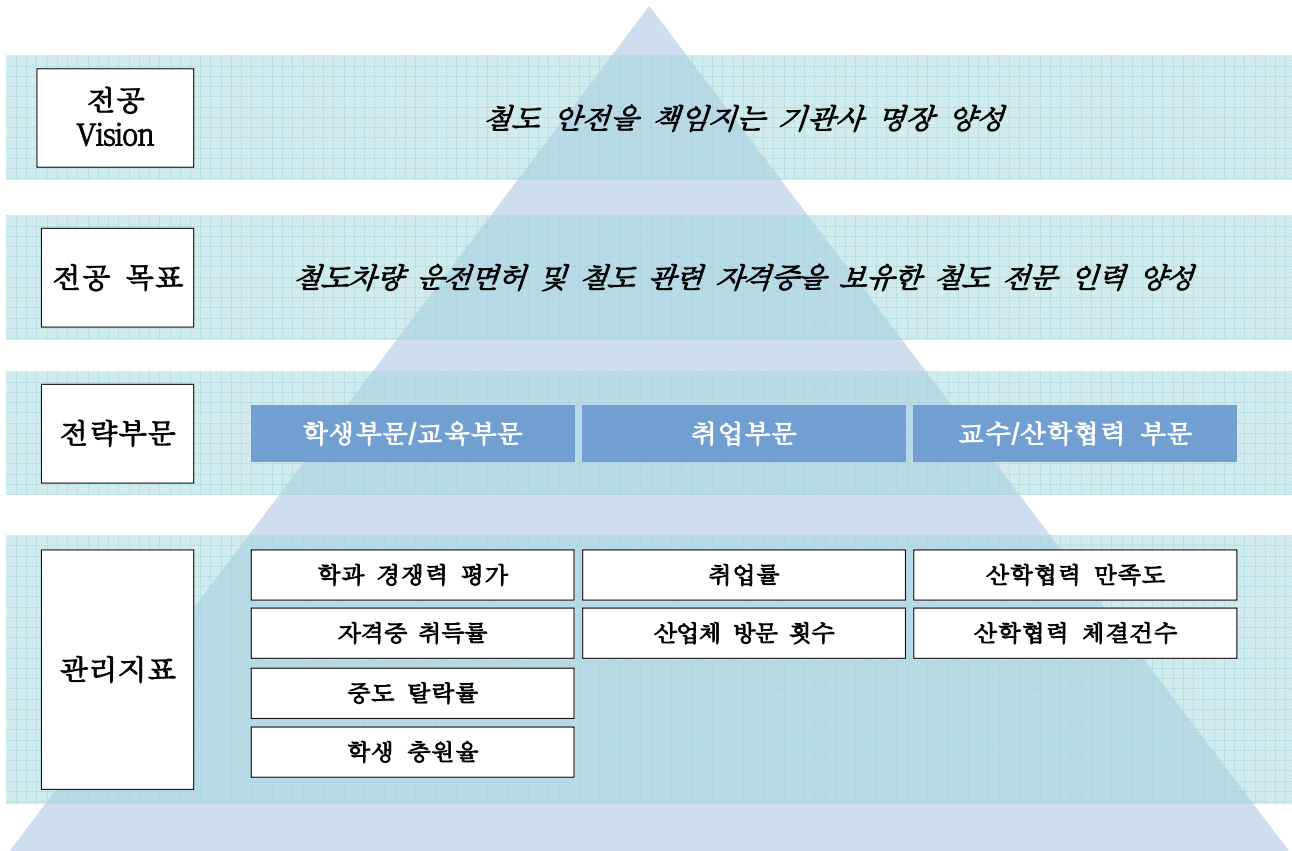 전공
Vision
철도 안전을 책임지는 기관사 명장 양성
전공 목표
철도차량 운전면허 및 철도 관련 자격증을 보유한 철도 전문 인력 양성
전략부문
학생부문/교육부문
취업부문
교수/산학협력 부문
관리지표
학과 경쟁력 평가
취업률
산학협력 만족도
자격증 취득률
산업체 방문 횟수
산학협력 체결건수
중도 탈락률
학생 충원율